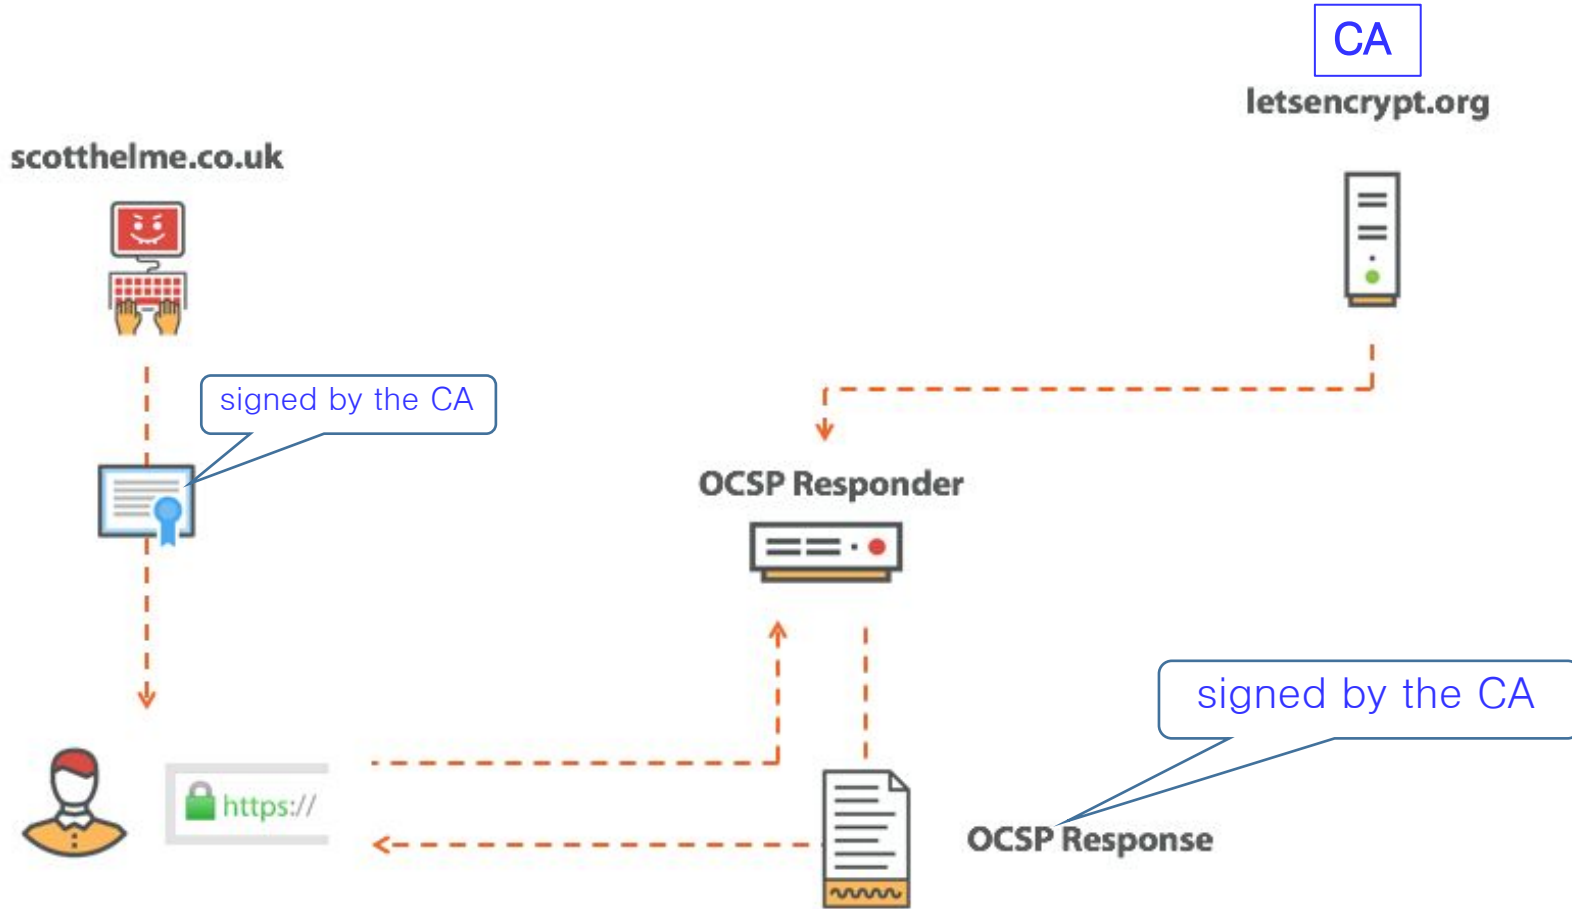 CA
letsencrypt.org
scotthelme.co.uk
signed by the CA
OCSP Responder
signed by the CA
https://
OCSP Response